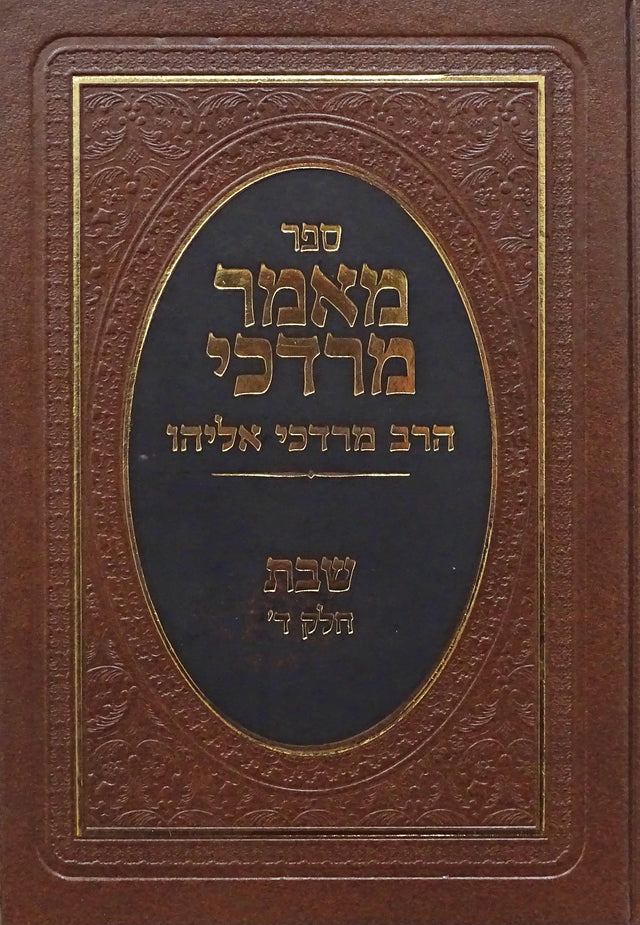 ספר
מאמר
מרדכי
הרב מרדכי אליהו
שבת
חלק ד'